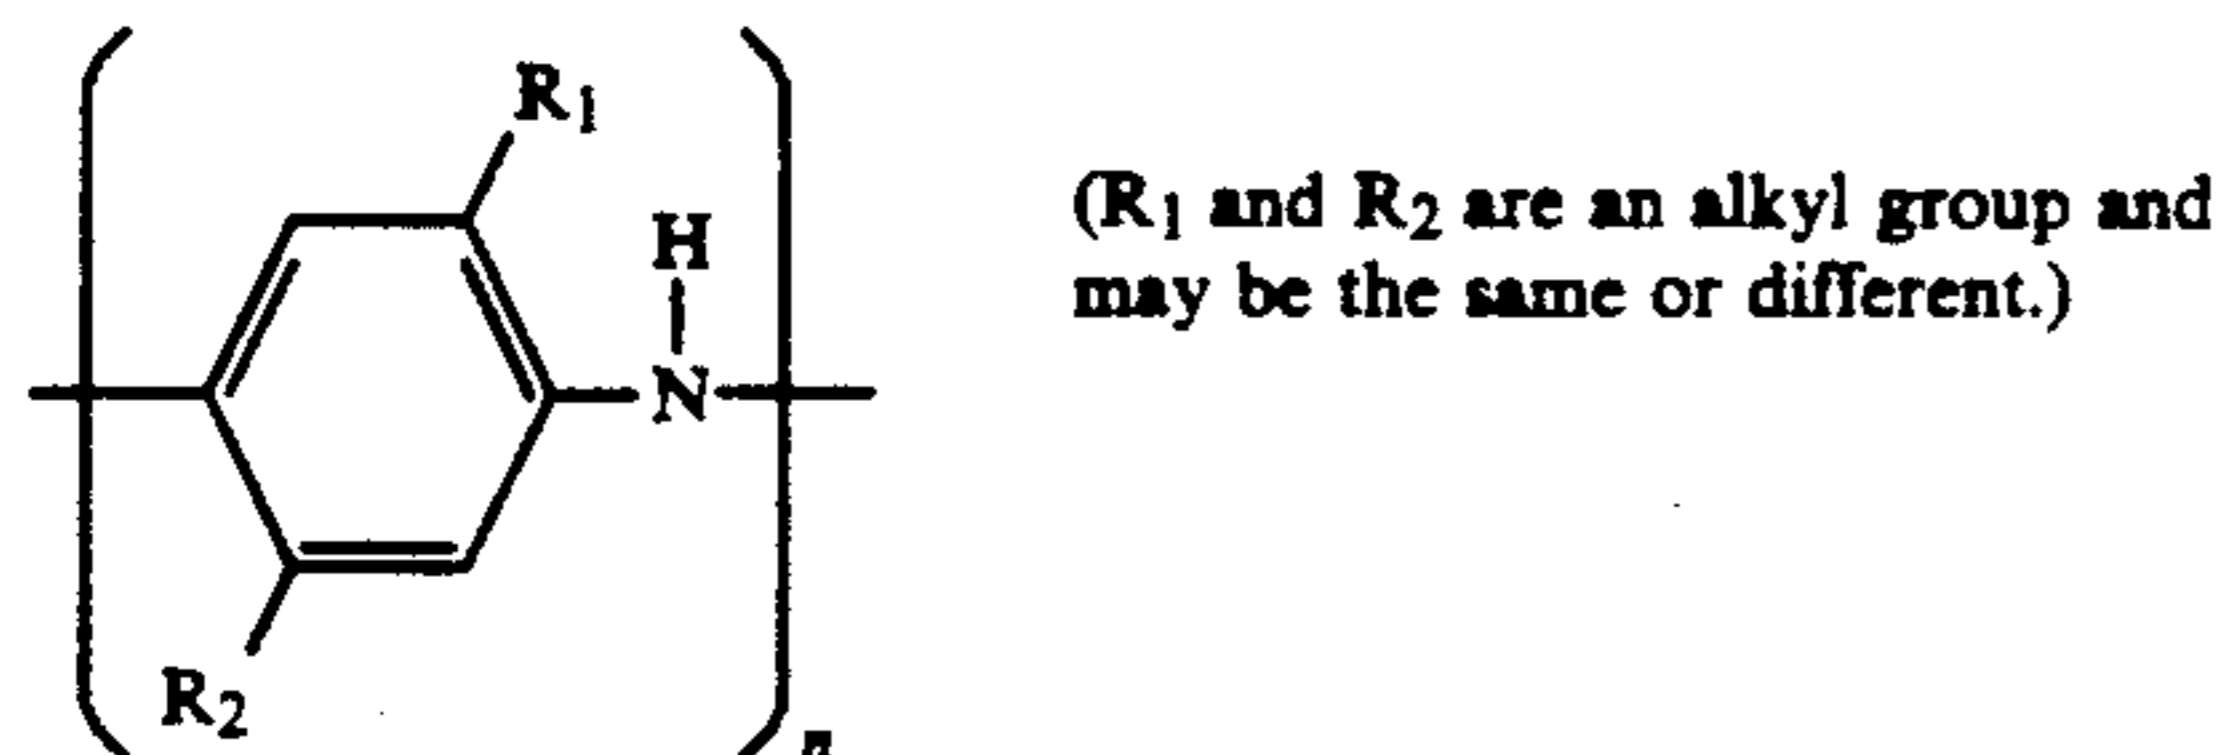 R1
H
N
R2
n
(R1 and R2 are an alkyl group and
may be the same or different.)